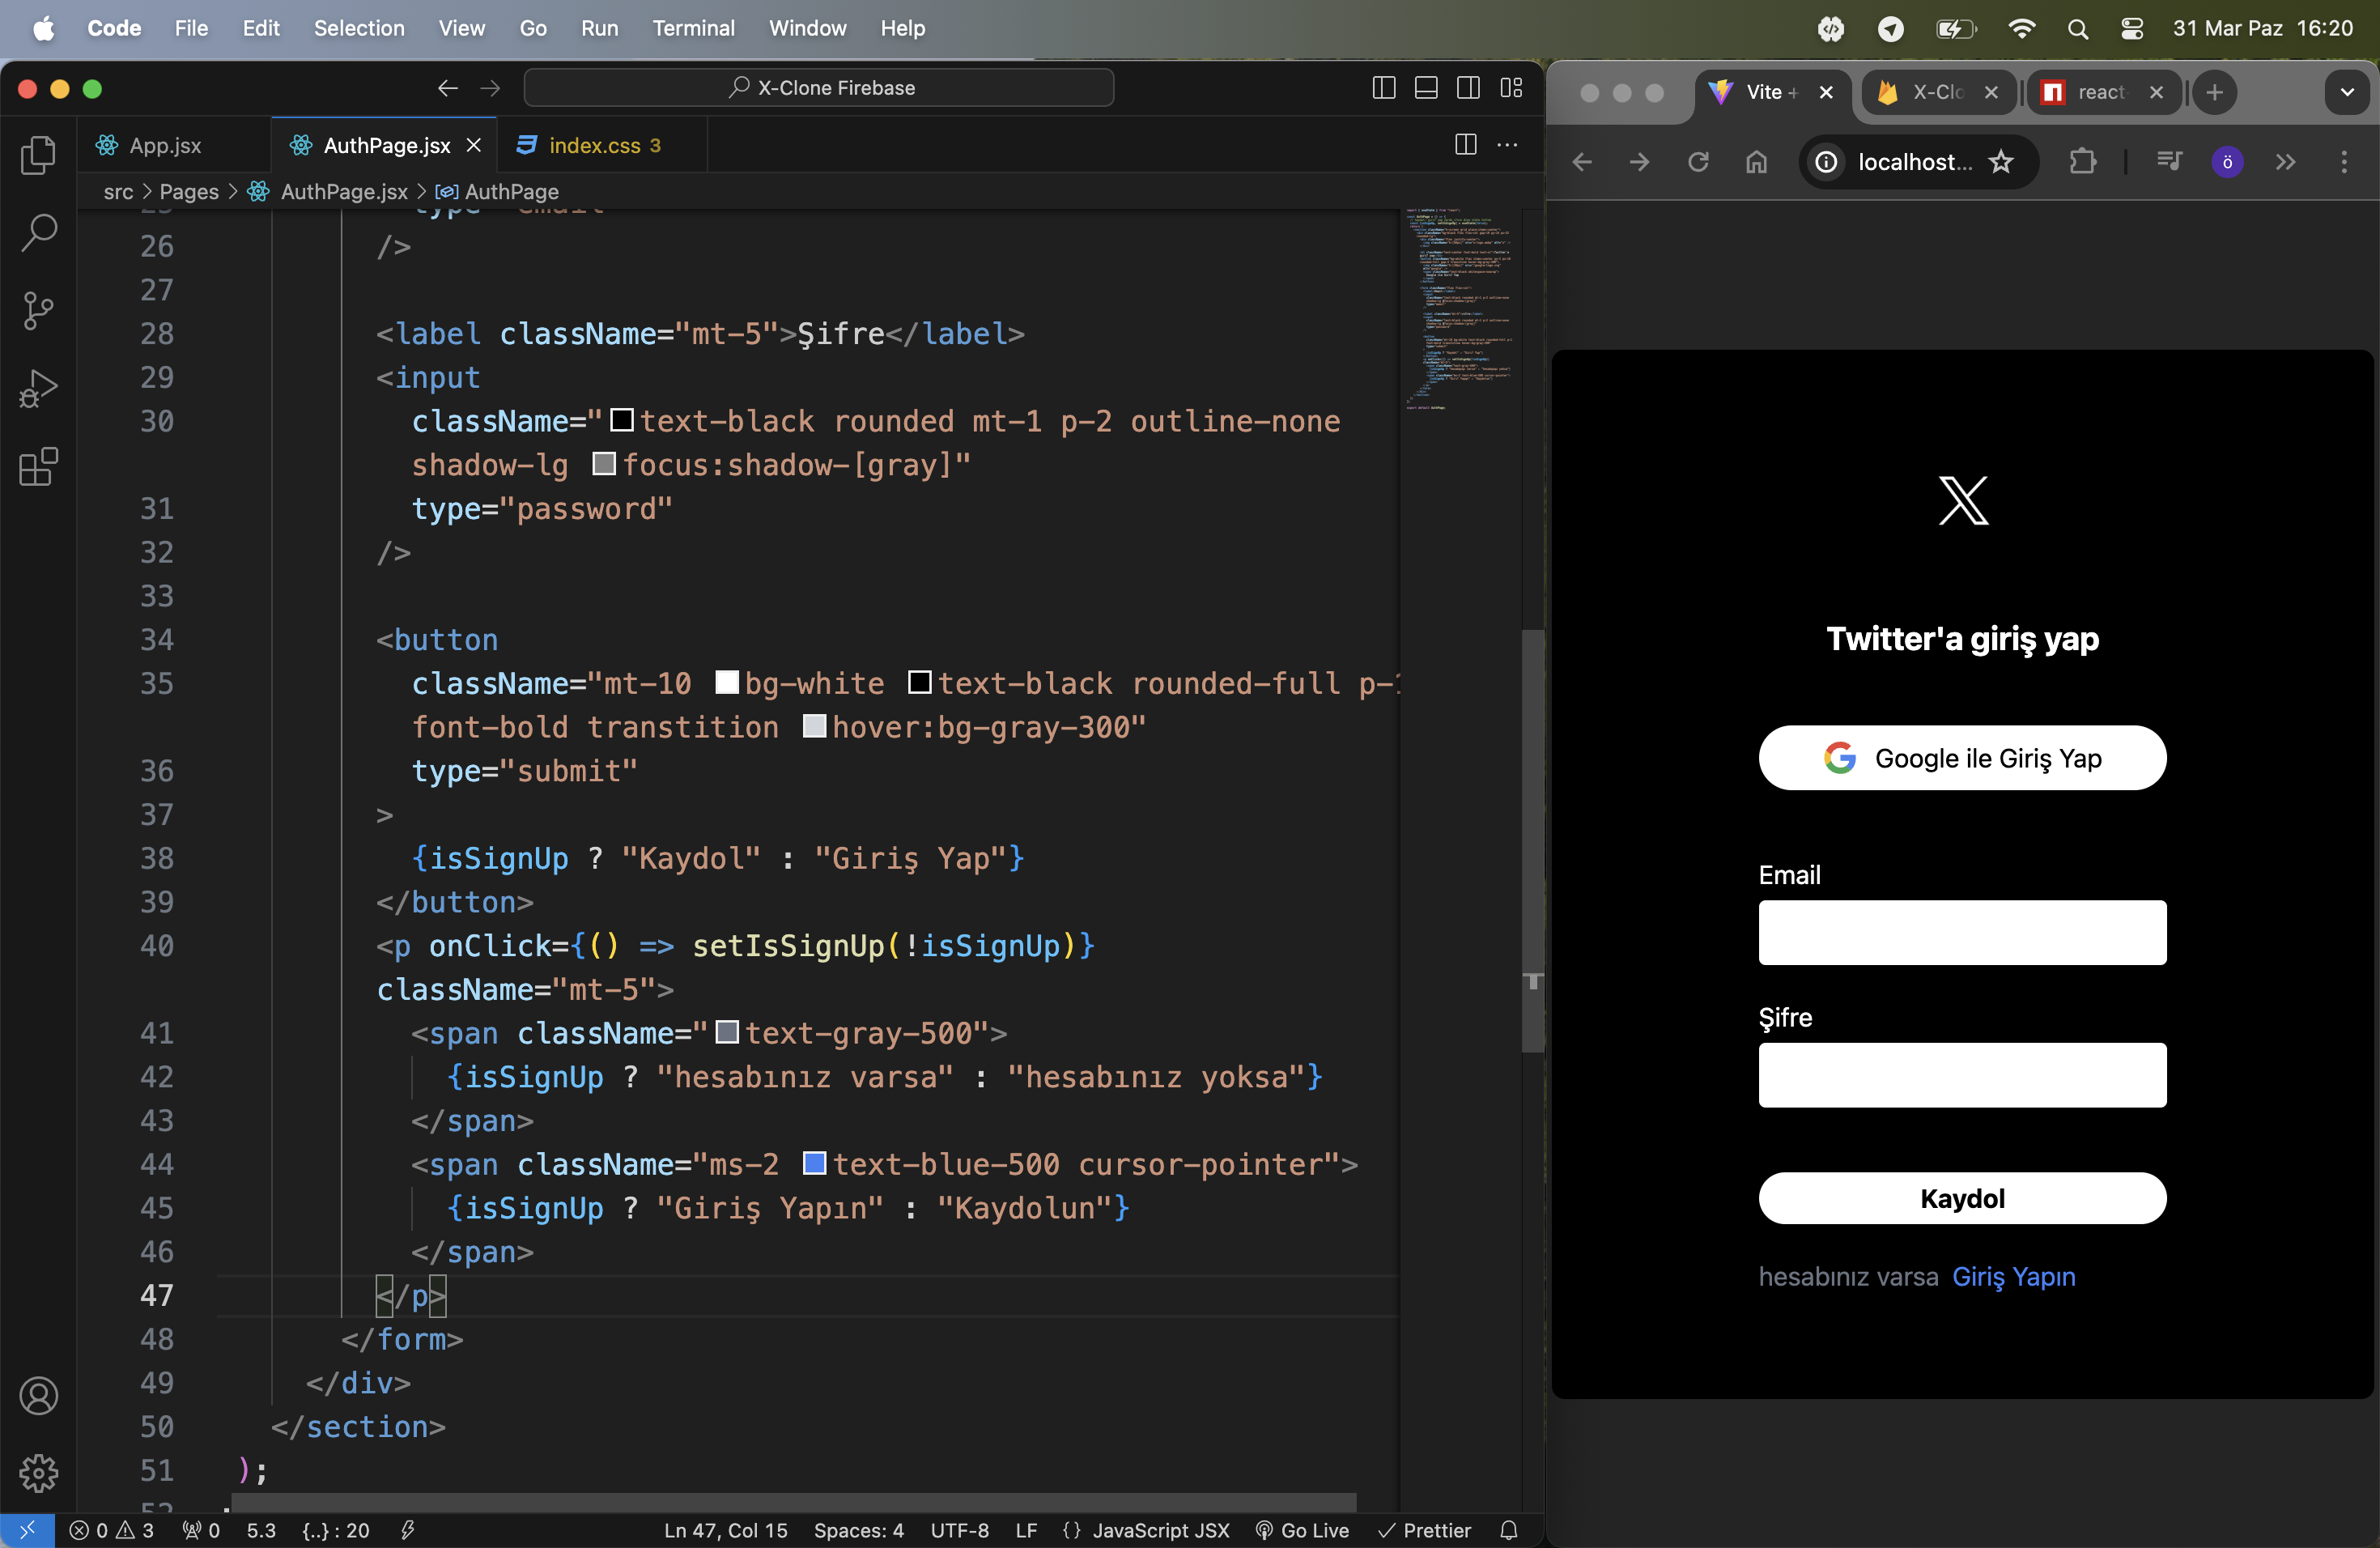 Code File Edit Selection View Go Run Terminal Window Help 31 Mar Paz 16:20
X-Clone Firebase
App.jsx AuthPage.jsx index.css 3
src > Pages > AuthPage.jsx > AuthPage
26 />
27
28 <label className="mt-5">Şifre</label>
29 <input
30 className="text-black rounded mt-1 p-2 outline-none
shadow-lg focus:shadow-[gray]"
31 type="password"
32 />
33
34 <button
35 className="mt-10 bg-white text-black rounded-full p-1
font-bold transtition hover:bg-gray-300"
36 type="submit"
37 >
38 {isSignUp ? "Kaydol" : "Giriş Yap"}
39 </button>
40 <p onClick={() => setIsSignUp(!isSignUp)}
className="mt-5">
41 <span className="text-gray-500">
42 {isSignUp ? "hesabınız varsa" : "hesabınız yoksa"}
43 </span>
44 <span className="ms-2 text-blue-500 cursor-pointer">
45 {isSignUp ? "Giriş Yapın" : "Kaydolun"}
46 </span>
47 </p>
48 </form>
49 </div>
50 </section>
51 );
0 3 0 5.3 {..} : 20 Ln 47, Col 15 Spaces: 4 UTF-8 LF {} JavaScript JSX Go Live Prettier
Vite + X-Clo react-
localhost... ö
X
Twitter'a giriş yap
Google ile Giriş Yap
Email
Şifre
Kaydol
hesabınız varsa Giriş Yapın